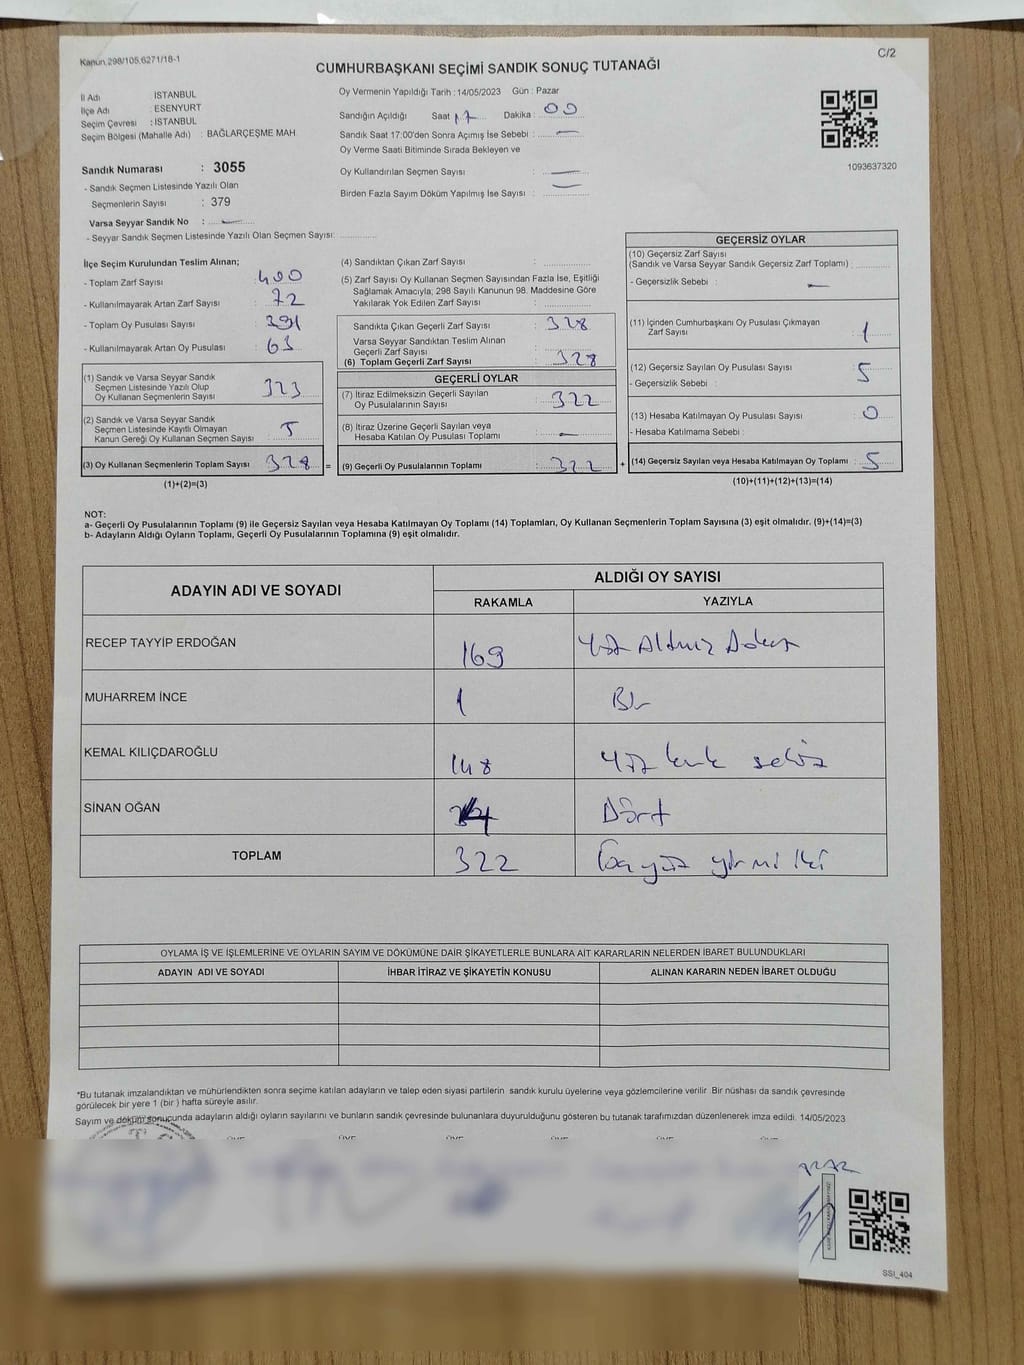 Kanun.298/105,6271/18-1
C/2
CUMHURBAŞKANI SEÇİMİ SANDIK SONUÇ TUTANAĞI
İl Adı İSTANBUL
İlçe Adı : ESENYURT
Seçim Çevresi : İSTANBUL
Seçim Bölgesi (Mahalle Adı) : BAĞLARÇEŞME MAH.
Sandık Numarası : 3055
- Sandık Seçmen Listesinde Yazılı Olan
Seçmenlerin Sayısı : 379
Varsa Seyyar Sandık No : —
- Seyyar Sandık Seçmen Listesinde Yazılı Olan Seçmen Sayısı:
Oy Vermenin Yapıldığı Tarih : 14/05/2023 Gün : Pazar
Sandığın Açıldığı Saat 17 Dakika : 00
Sandık Saat 17:00'den Sonra Açımış İse Sebebi : —
Oy Verme Saati Bitiminde Sırada Bekleyen ve
Oy Kullandırılan Seçmen Sayısı : —
Birden Fazla Sayım Döküm Yapılmış İse Sayısı : —
1093637320
İlçe Seçim Kurulundan Teslim Alınan;
- Toplam Zarf Sayısı : 400
- Kullanılmayarak Artan Zarf Sayısı : 72
- Toplam Oy Pusulası Sayısı : 391
- Kullanılmayarak Artan Oy Pusulası : 63
(1) Sandık ve Varsa Seyyar Sandık
Seçmen Listesinde Yazılı Olup
Oy Kullanan Seçmenlerin Sayısı : 323
(2) Sandık ve Varsa Seyyar Sandık
Seçmen Listesinde Kayıtlı Olmayan
Kanun Gereği Oy Kullanan Seçmen Sayısı : 5
(3) Oy Kullanan Seçmenlerin Toplam Sayısı : 328 =
(1)+(2)=(3)
(4) Sandıktan Çıkan Zarf Sayısı :
(5) Zarf Sayısı Oy Kullanan Seçmen Sayısından Fazla İse, Eşitliği
Sağlamak Amacıyla; 298 Sayılı Kanunun 98. Maddesine Göre
Yakılarak Yok Edilen Zarf Sayısı :
Sandıkta Çıkan Geçerli Zarf Sayısı : 328
Varsa Seyyar Sandıktan Teslim Alınan
Geçerli Zarf Sayısı :
(6) Toplam Geçerli Zarf Sayısı : 328
GEÇERLİ OYLAR
(7) İtiraz Edilmeksizin Geçerli Sayılan
Oy Pusulalarının Sayısı : 322
(8) İtiraz Üzerine Geçerli Sayılan veya
Hesaba Katılan Oy Pusulası Toplamı : —
(9) Geçerli Oy Pusulalarının Toplamı : 322 +
GEÇERSİZ OYLAR
(10) Geçersiz Zarf Sayısı
(Sandık ve Varsa Seyyar Sandık Geçersiz Zarf Toplamı) :
- Geçersizlik Sebebi : —
(11) İçinden Cumhurbaşkanı Oy Pusulası Çıkmayan
Zarf Sayısı : 1
(12) Geçersiz Sayılan Oy Pusulası Sayısı : 5
- Geçersizlik Sebebi :
(13) Hesaba Katılmayan Oy Pusulası Sayısı : 0
- Hesaba Katılmama Sebebi :
(14) Geçersiz Sayılan veya Hesaba Katılmayan Oy Toplamı : 5
(10)+(11)+(12)+(13)=(14)
NOT:
a- Geçerli Oy Pusulalarının Toplamı (9) ile Geçersiz Sayılan veya Hesaba Katılmayan Oy Toplamı (14) Toplamları, Oy Kullanan Seçmenlerin Toplam Sayısına (3) eşit olmalıdır. (9)+(14)=(3)
b- Adayların Aldığı Oyların Toplamı, Geçerli Oy Pusulalarının Toplamına (9) eşit olmalıdır.
ADAYIN ADI VE SOYADI ALDIĞI OY SAYISI
RAKAMLA YAZIYLA
RECEP TAYYİP ERDOĞAN 169 Yüz Altmız Dokuz
MUHARREM İNCE 1 Bir
KEMAL KILIÇDAROĞLU 148 Yüz kırk sekiz
SİNAN OĞAN 4 Dört
TOPLAM 322 üçyüz yirmi iki
OYLAMA İŞ VE İŞLEMLERİNE VE OYLARIN SAYIM VE DÖKÜMÜNE DAİR ŞİKAYETLERLE BUNLARA AİT KARARLARIN NELERDEN İBARET BULUNDUKLARI
ADAYIN ADI VE SOYADI İHBAR İTİRAZ VE ŞİKAYETİN KONUSU ALINAN KARARIN NEDEN İBARET OLDUĞU
*Bu tutanak imzalandıktan ve mühürlendikten sonra seçime katılan adayların ve talep eden siyasi partilerin sandık kurulu üyelerine veya gözlemcilerine verilir. Bir nüshası da sandık çevresinde
görülecek bir yere 1 (bir ) hafta süreyle asılır.
Sayım ve döküm sonucunda adayların aldığı oyların sayılarını ve bunların sandık çevresinde bulunanlara duyurulduğunu gösteren bu tutanak tarafımızdan düzenlenerek imza edildi. 14/05/2023
SSI_404